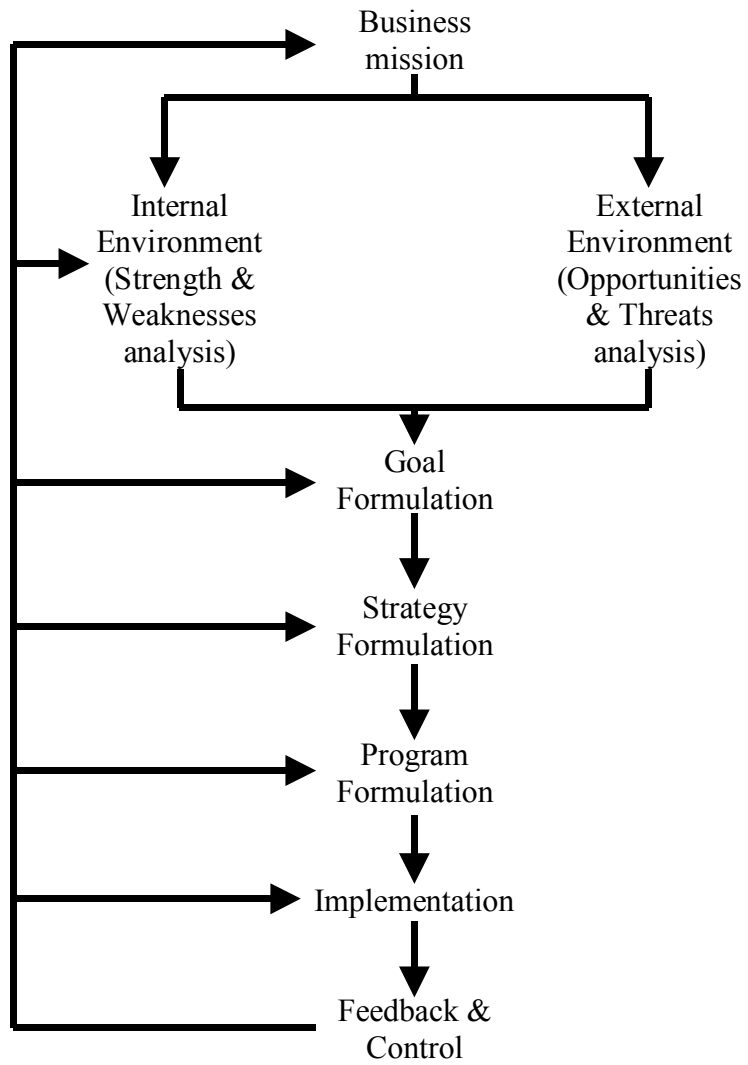 Business
mission
Internal
Environment
(Strength &
Weaknesses
analysis)
External
Environment
(Opportunities
& Threats
analysis)
Goal
Formulation
Strategy
Formulation
Program
Formulation
Implementation
Feedback &
Control